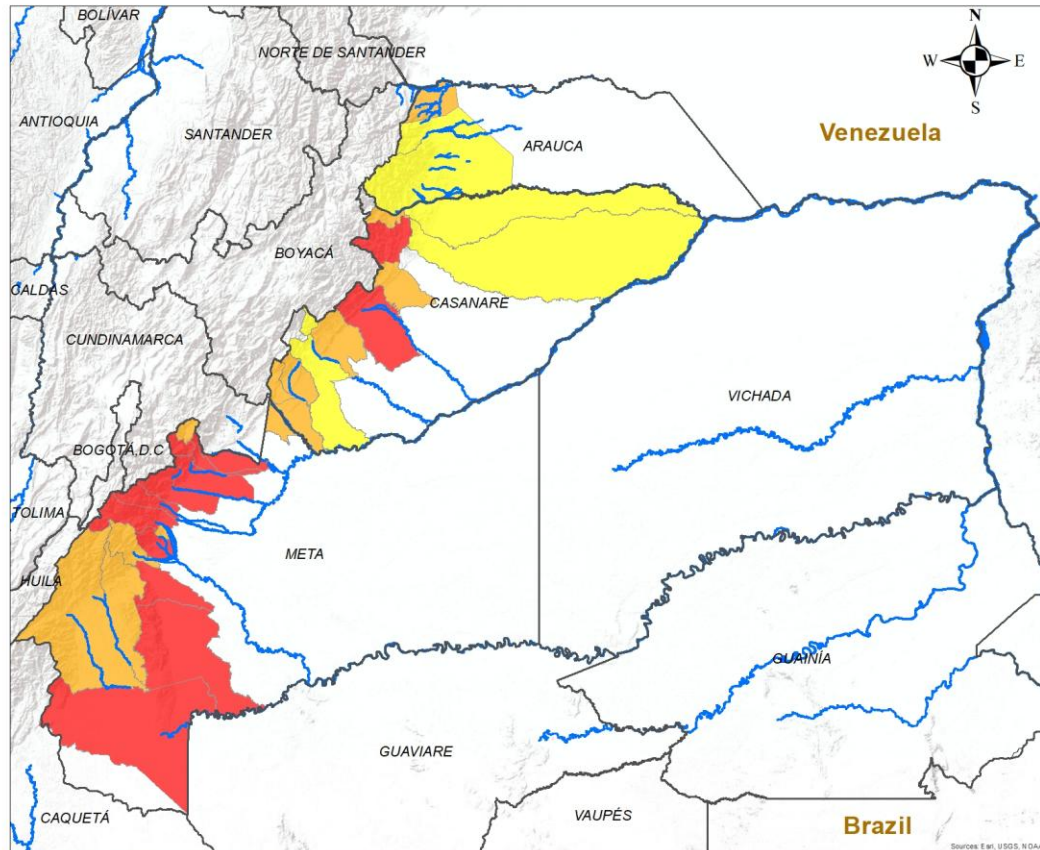 BOLÍVAR
NORTE DE SANTANDER
N
W
E
S
ANTIOQUIA
SANTANDER
ARAUCA
Venezuela
BOYACÁ
CALDAS
CASANARE
CUNDINAMARCA
VICHADA
BOGOTÁ,D.C
TOLIMA
META
HUILA
GUAINÍA
GUAVIARE
CAQUETÁ
VAUPÉS
Brazil
Sources: Esri, USGS, NOAA